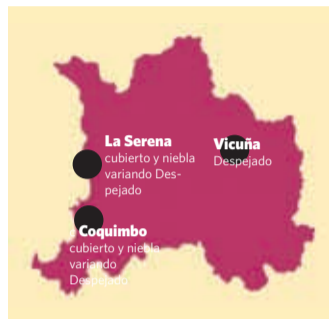 La Serena
cubierto y niebla
variando Des-
pejado
Vicuña
Despejado
Coquimbo
cubierto y niebla
variando
Despejado